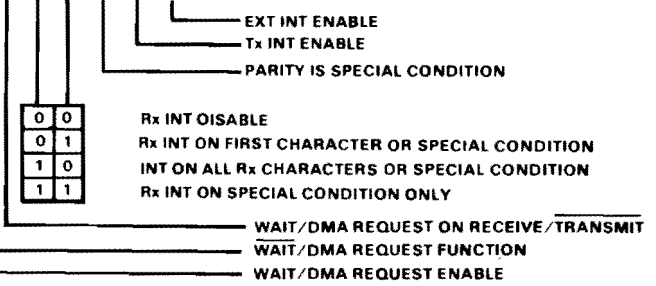 EXT INT ENABLE
Tx INT ENABLE
PARITY IS SPECIAL CONDITION
0 0 Rx INT OISABLE
0 1 Rx INT ON FIRST CHARACTER OR SPECIAL CONDITION
1 0 INT ON ALL Rx CHARACTERS OR SPECIAL CONDITION
1 1 Rx INT ON SPECIAL CONDITION ONLY
WAIT/DMA REQUEST ON RECEIVE/TRANSMIT
WAIT/DMA REQUEST FUNCTION
WAIT/DMA REQUEST ENABLE